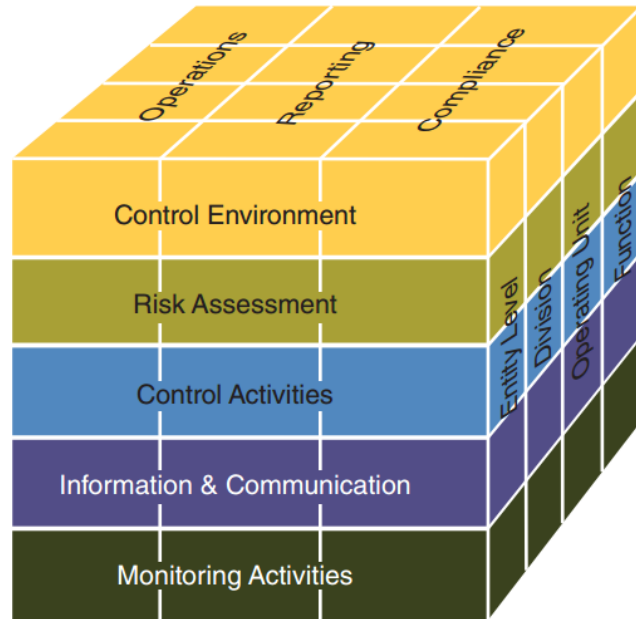 Operations
Reporting
Compliance
Control Environment
Risk Assessment
Control Activities
Information & Communication
Monitoring Activities
Entity Level
Division
Operating Unit
Function